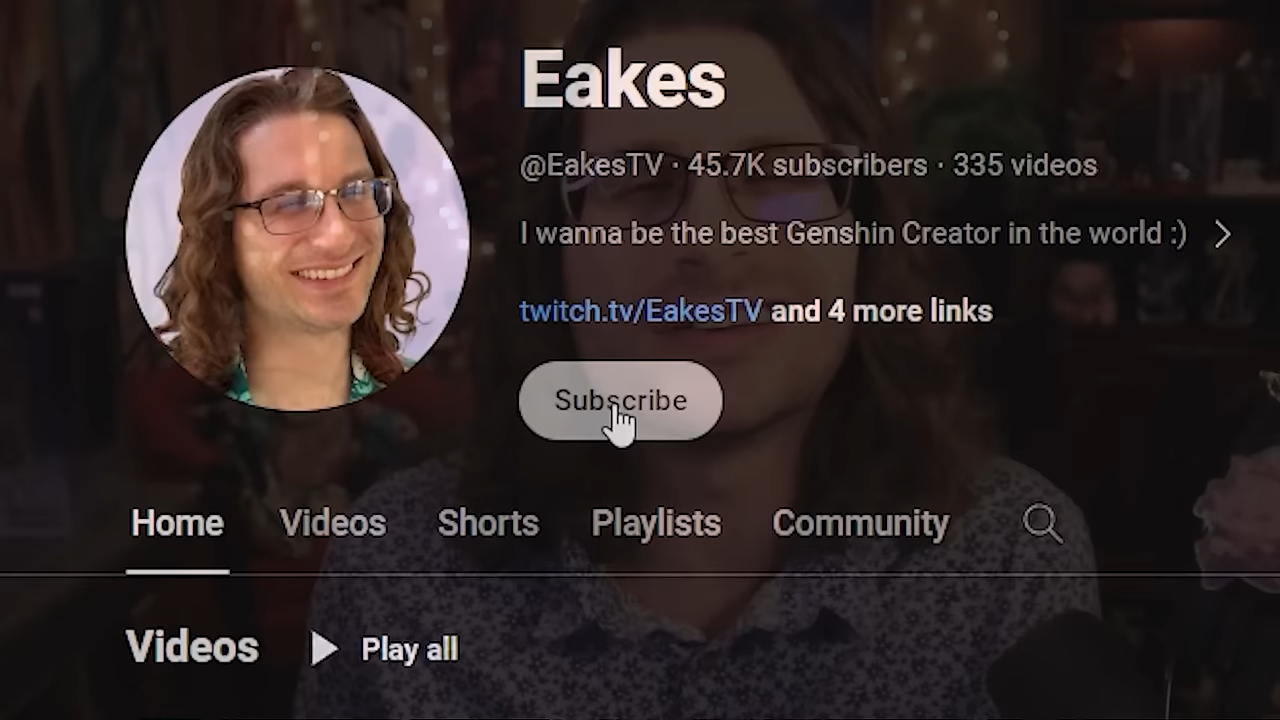 Eakes
@EakesTV · 45.7K subscribers · 335 videos
I wanna be the best Genshin Creator in the world :)
twitch.tv/EakesTV and 4 more links
Subscribe
Home Videos Shorts Playlists Community
Videos Play all